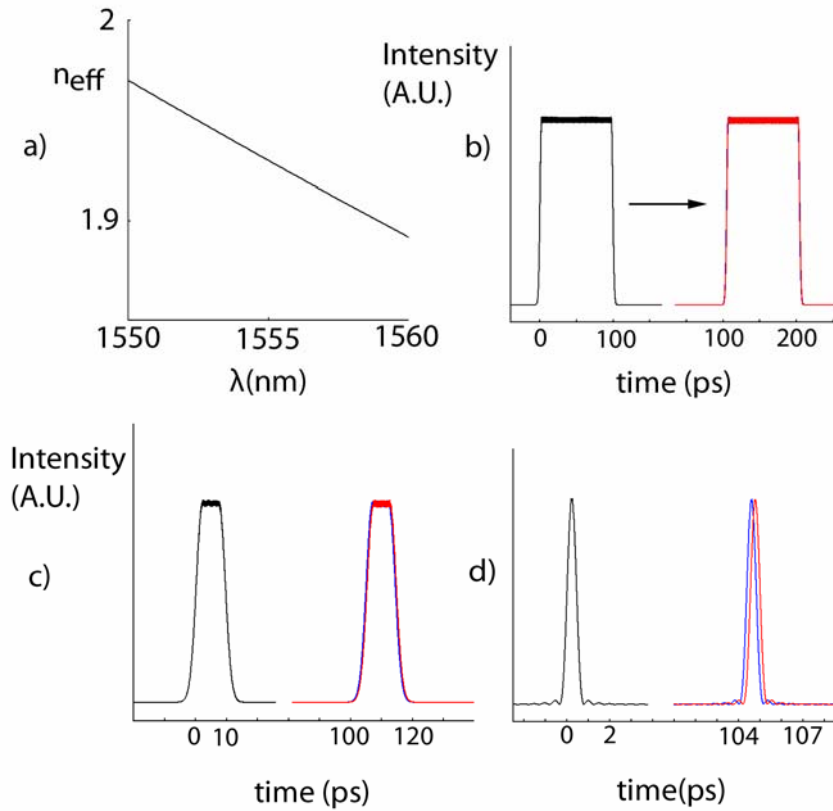 2
n_eff
a)
1.9
1550 1555 1560
λ(nm)
Intensity
(A.U.)
b)
0 100 100 200
time (ps)
Intensity
(A.U.)
c)
0 10 100 120
time (ps)
d)
0 2 104 107
time(ps)